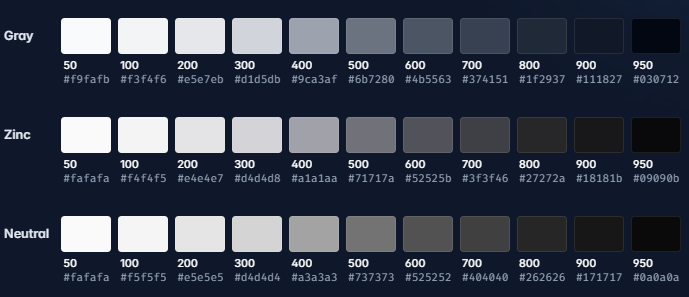 Gray
50 100 200 300 400 500 600 700 800 900 950
#f9fafb #f3f4f6 #e5e7eb #d1d5db #9ca3af #6b7280 #4b5563 #374151 #1f2937 #111827 #030712
Zinc
50 100 200 300 400 500 600 700 800 900 950
#fafafa #f4f4f5 #e4e4e7 #d4d4d8 #a1a1aa #71717a #52525b #3f3f46 #27272a #18181b #09090b
Neutral
50 100 200 300 400 500 600 700 800 900 950
#fafafa #f5f5f5 #e5e5e5 #d4d4d4 #a3a3a3 #737373 #525252 #404040 #262626 #171717 #0a0a0a